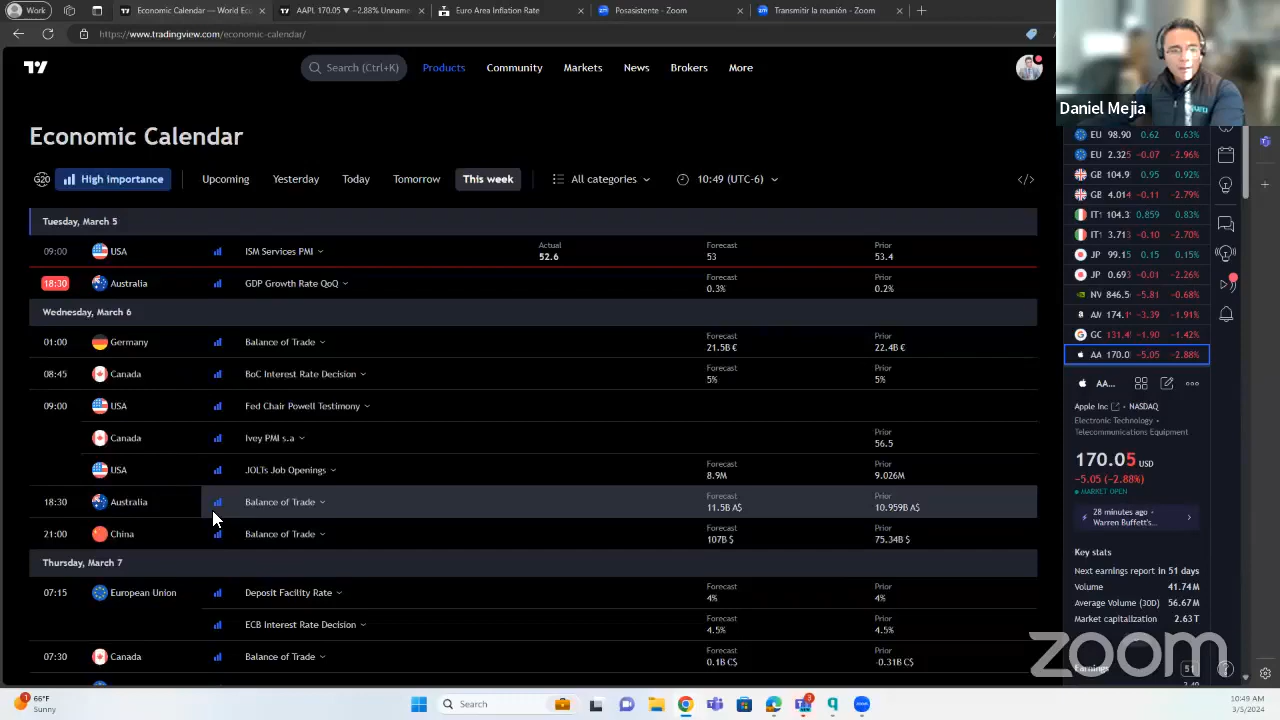 Work
Economic Calendar — World Ec
AAPL 170.05 ▼ −2.88% Unname
Euro Area Inflation Rate
Posasistente - Zoom
Transmitir la reunión - Zoom
https://www.tradingview.com/economic-calendar/
Search (Ctrl+K)
Products
Community
Markets
News
Brokers
More
Daniel Mejia
Economic Calendar
High importance
Upcoming
Yesterday
Today
Tomorrow
This week
All categories
10:49 (UTC-6)
Tuesday, March 5
Actual Forecast Prior
09:00 USA ISM Services PMI 52.6 53 53.4
Forecast Prior
18:30 Australia GDP Growth Rate QoQ 0.3% 0.2%
Wednesday, March 6
Forecast Prior
01:00 Germany Balance of Trade 21.5B € 22.4B €
Forecast Prior
08:45 Canada BoC Interest Rate Decision 5% 5%
09:00 USA Fed Chair Powell Testimony
Prior
Canada Ivey PMI s.a 56.5
Forecast Prior
USA JOLTs Job Openings 8.9M 9.026M
Forecast Prior
18:30 Australia Balance of Trade 11.5B A$ 10.959B A$
Forecast Prior
21:00 China Balance of Trade 107B $ 75.34B $
Thursday, March 7
Forecast Prior
07:15 European Union Deposit Facility Rate 4% 4%
Forecast Prior
ECB Interest Rate Decision 4.5% 4.5%
Forecast Prior
07:30 Canada Balance of Trade 0.1B C$ -0.31B C$
EU 98.90 0.62 0.63%
EU 2.325 −0.07 −2.96%
GB 104.9 0.95 0.92%
GB 4.014 −0.11 −2.79%
IT 104.3 0.859 0.83%
IT 3.713 −0.10 −2.70%
JP 99.15 0.15 0.15%
JP 0.693 −0.01 −2.26%
NV 846.5 −5.81 −0.68%
AM 174.1 −3.39 −1.91%
GC 131.4 −1.90 −1.42%
AA 170.0 −5.05 −2.88%
AA...
Apple Inc • NASDAQ
Electronic Technology •
Telecommunications Equipment
170.05 USD
−5.05 (−2.88%)
MARKET OPEN
28 minutes ago •
Warren Buffett's...
Key stats
Next earnings report in 51 days
Volume 41.74M
Average Volume (30D) 56.67M
Market capitalization 2.63T
Earnings 51
zoom
66°F
Sunny
Search
3
10:49 AM
3/5/2024